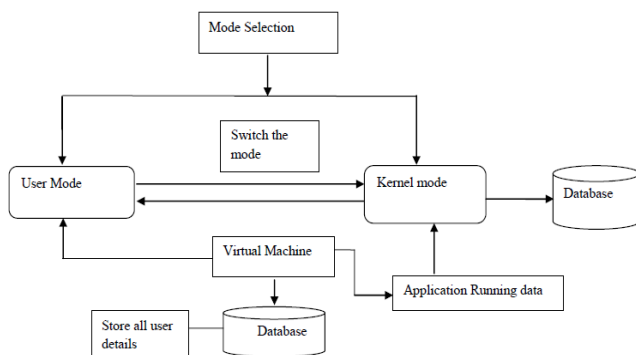 Mode Selection
Switch the
mode
User Mode
Kernel mode
Database
Virtual Machine
Application Running data
Store all user
details
Database